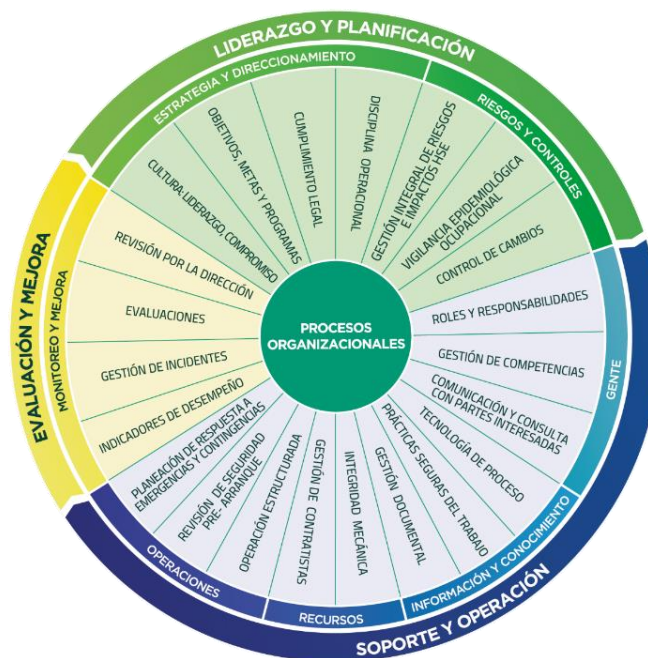 LIDERAZGO Y PLANIFICACIÓN
ESTRATEGIA Y DIRECCIONAMIENTO
RIESGOS Y CONTROLES
CULTURA: LIDERAZGO, COMPROMISO
OBJETIVOS, METAS Y PROGRAMAS
CUMPLIMIENTO LEGAL
DISCIPLINA OPERACIONAL
GESTIÓN INTEGRAL DE RIESGOS
E IMPACTOS HSE
VIGILANCIA EPIDEMIOLÓGICA
OCUPACIONAL
CONTROL DE CAMBIOS
PROCESOS
ORGANIZACIONALES
GENTE
ROLES Y RESPONSABILIDADES
GESTIÓN DE COMPETENCIAS
COMUNICACIÓN Y CONSULTA
CON PARTES INTERESADAS
TECNOLOGÍA DE PROCESO
PRÁCTICAS SEGURAS DEL TRABAJO
GESTIÓN DOCUMENTAL
INTEGRIDAD MECÁNICA
GESTIÓN DE CONTRATISTAS
OPERACIÓN ESTRUCTURADA
REVISIÓN DE SEGURIDAD
PRE- ARRANQUE
PLANEACIÓN DE RESPUESTA A
EMERGENCIAS Y CONTINGENCIAS
INFORMACIÓN Y CONOCIMIENTO
RECURSOS
OPERACIONES
SOPORTE Y OPERACIÓN
INDICADORES DE DESEMPEÑO
GESTIÓN DE INCIDENTES
EVALUACIONES
REVISIÓN POR LA DIRECCIÓN
MONITOREO Y MEJORA
EVALUACIÓN Y MEJORA